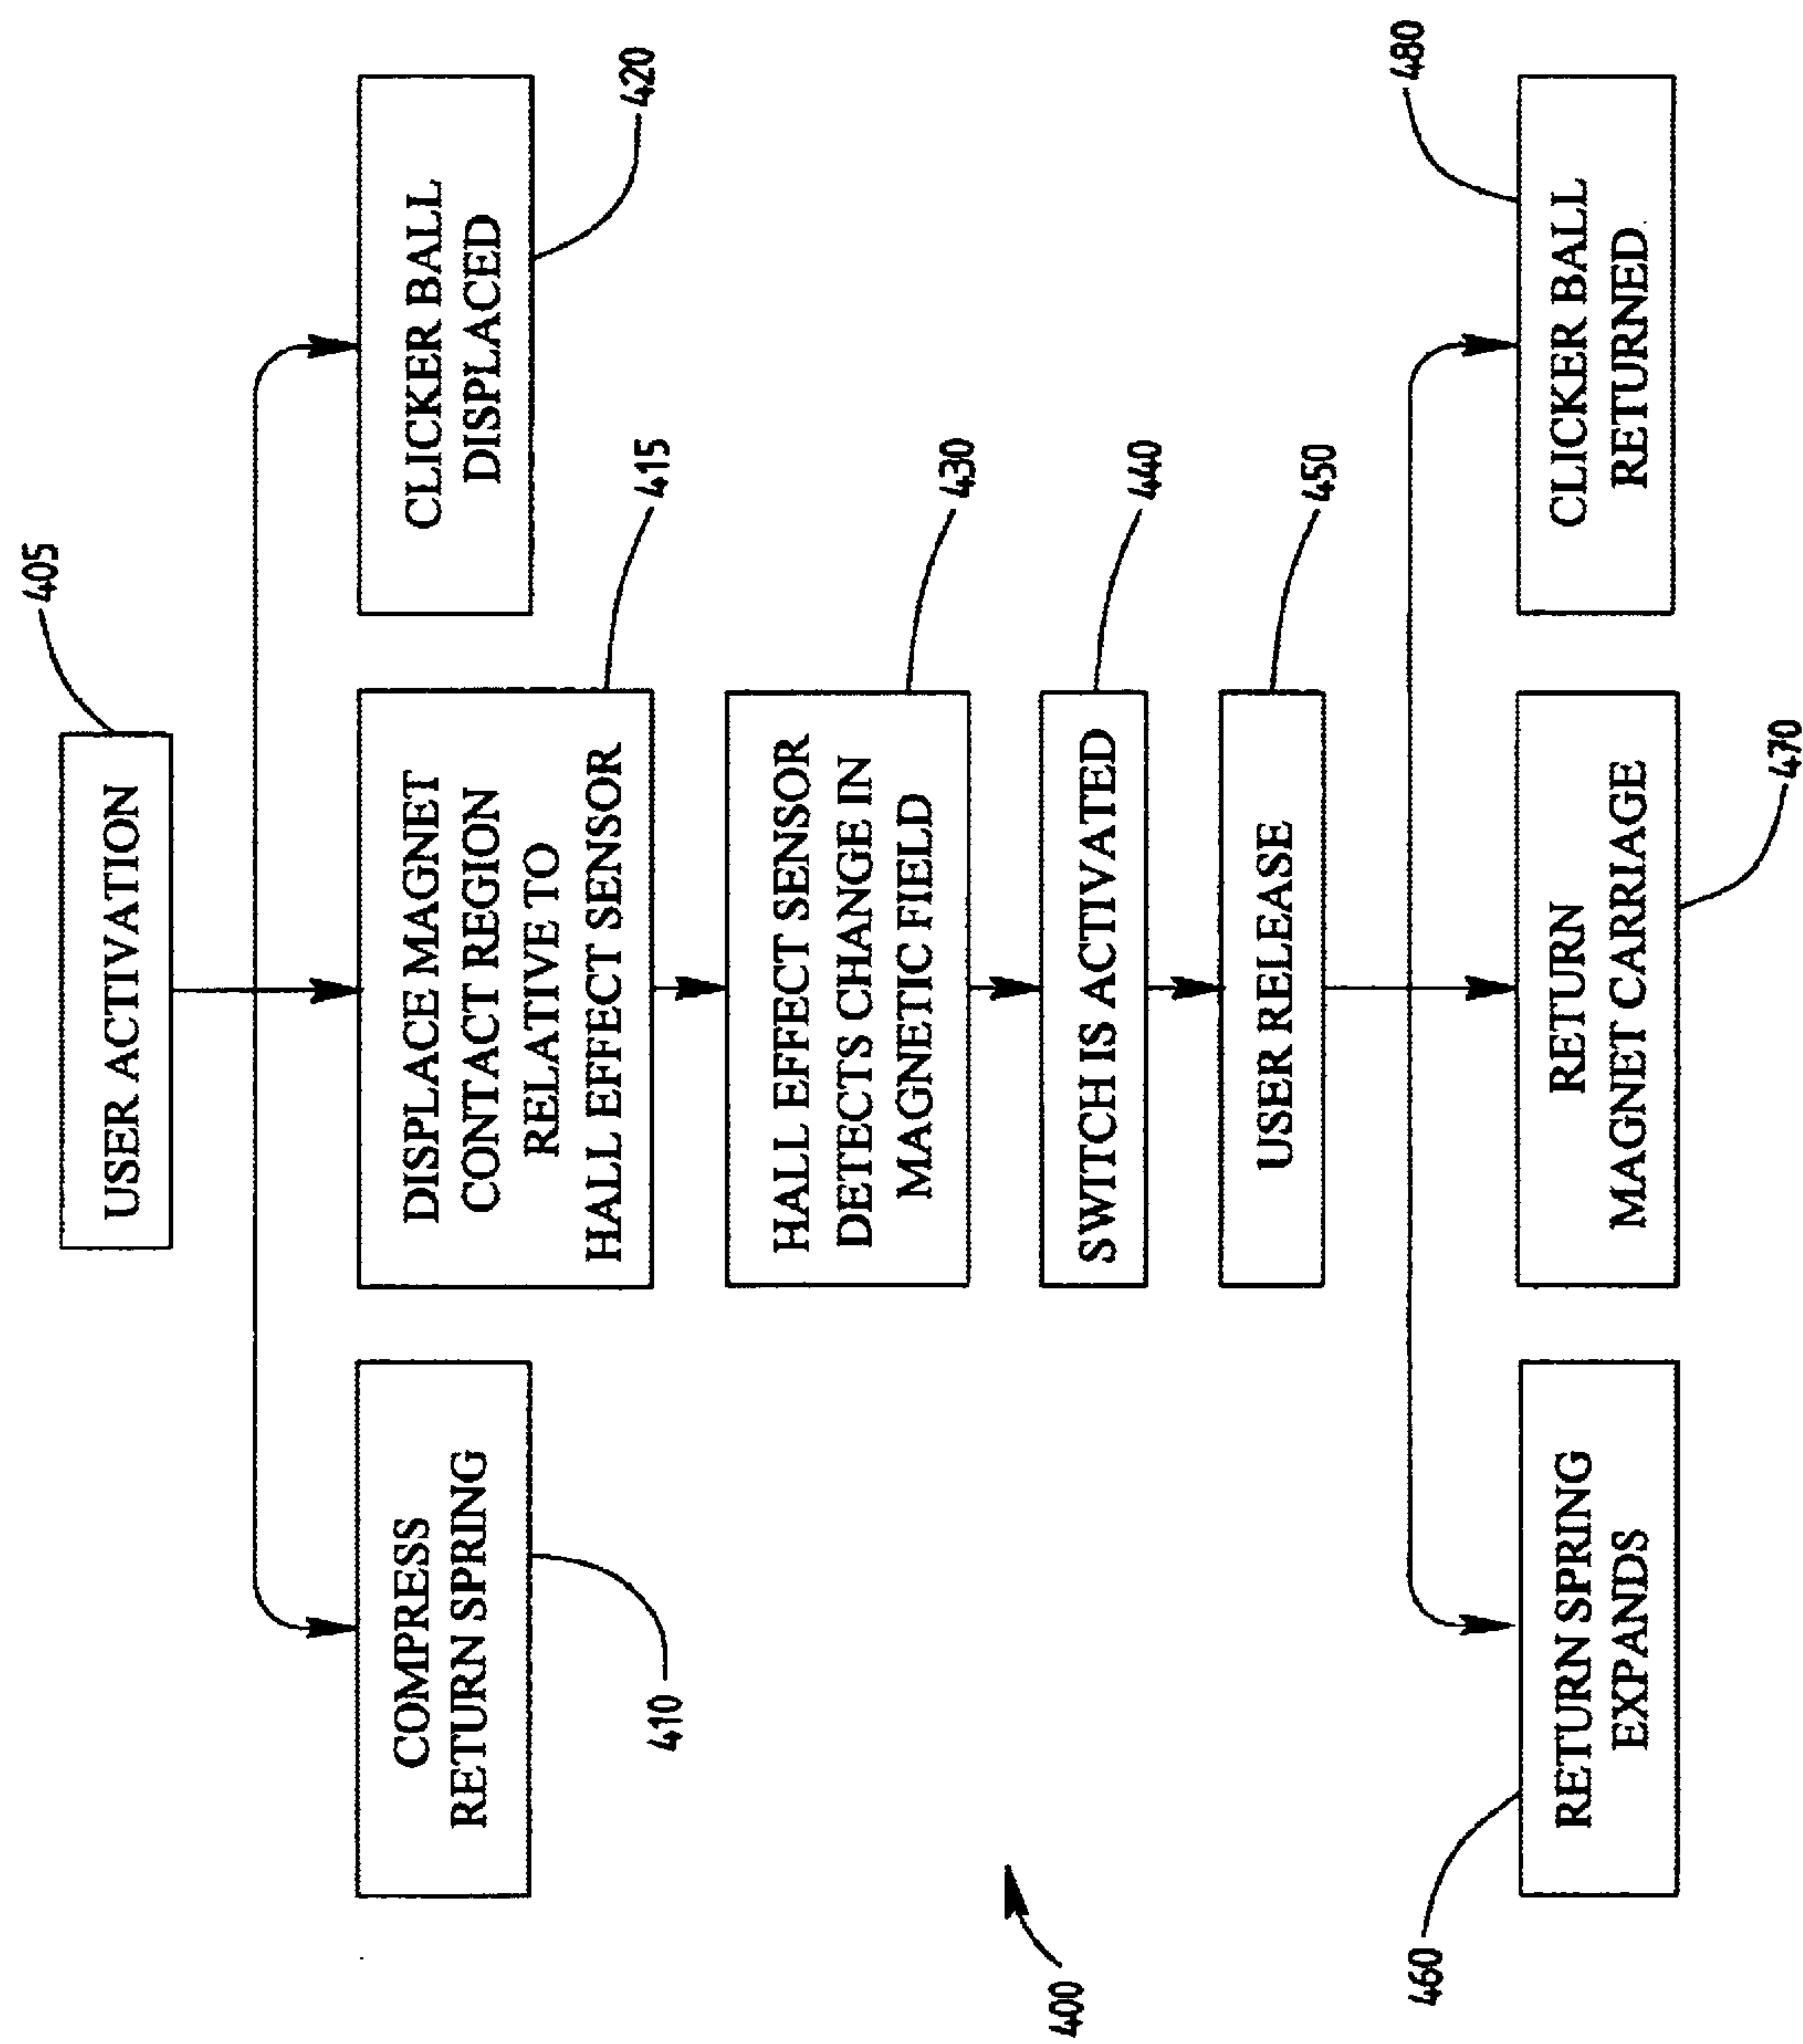 405
USER ACTIVATION
COMPRESS
RETURN SPRING
410
DISPLACE MAGNET
CONTACT REGION
RELATIVE TO
HALL EFFECT SENSOR
415
CLICKER BALL
DISPLACED
420
HALL EFFECT SENSOR
DETECTS CHANGE IN
MAGNETIC FIELD
430
SWITCH IS ACTIVATED
440
USER RELEASE
450
400
460
RETURN SPRING
EXPANDS
RETURN
MAGNET CARRIAGE
470
480
CLICKER BALL
RETURNED